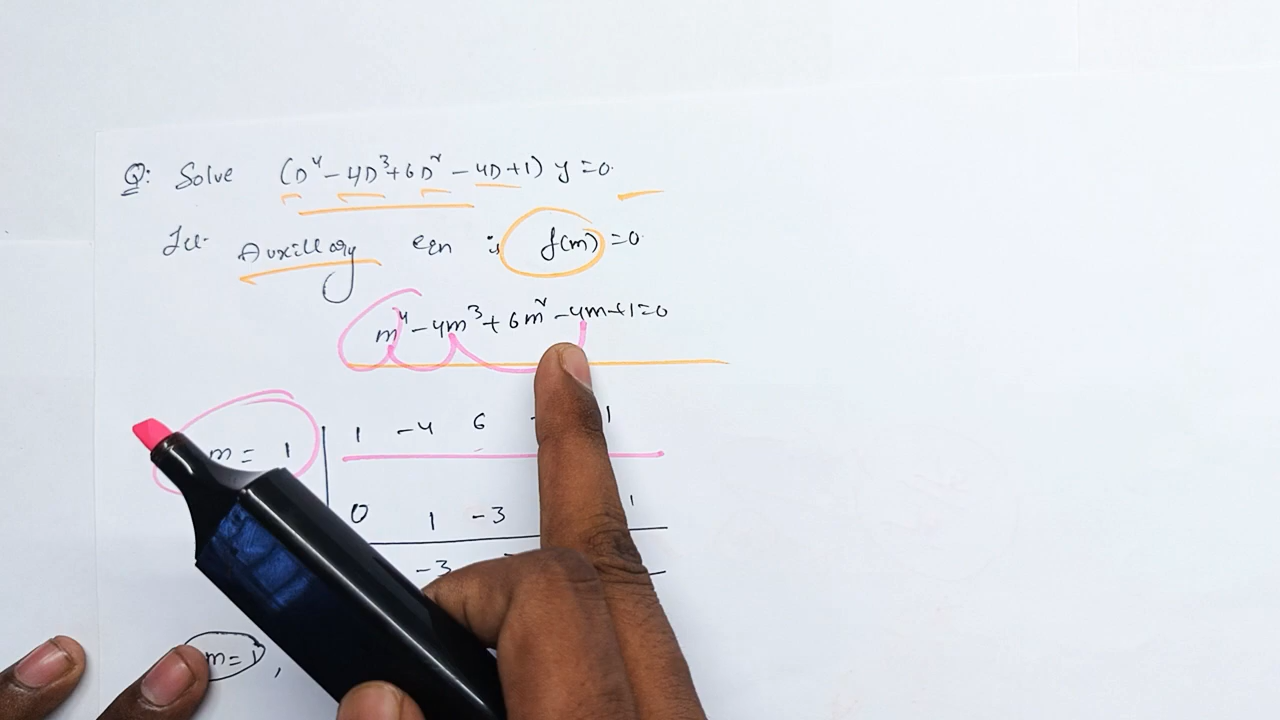 Q: Solve (D⁴ - 4D³ + 6D² - 4D + 1) y = 0.
Auxillary eqn is f(m) = 0.
m⁴ - 4m³ + 6m² - 4m + 1 = 0
m = 1 | 1 -4 6 - 1
0 1 -3 1
-3
m = 1 ,